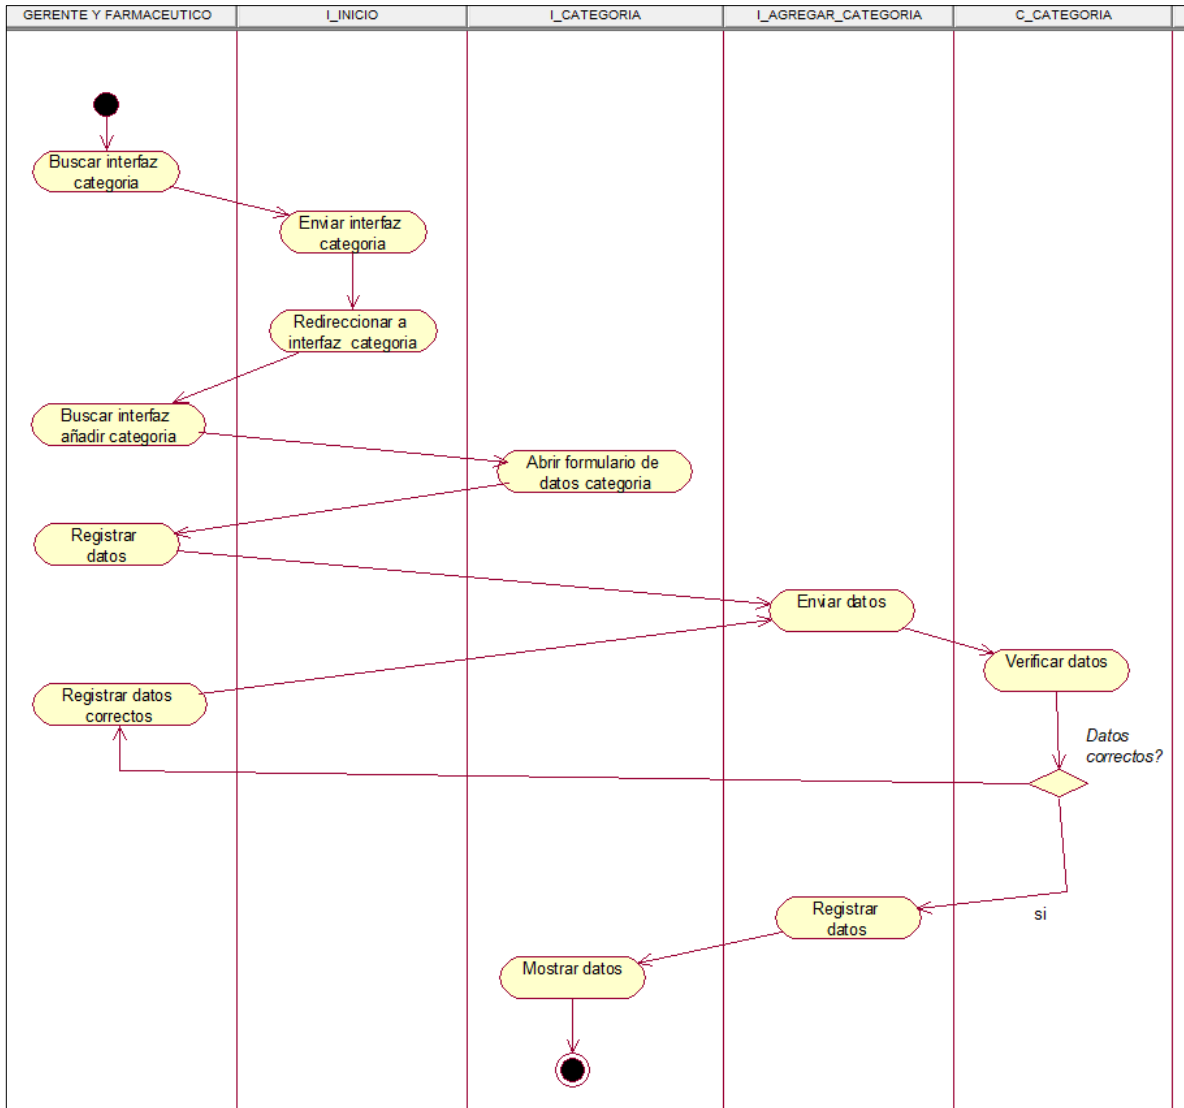 GERENTE Y FARMACEUTICO
I_INICIO
I_CATEGORIA
I_AGREGAR_CATEGORIA
C_CATEGORIA
Buscar interfaz
categoria
Enviar interfaz
categoria
Redireccionar a
interfaz categoria
Buscar interfaz
añadir categoria
Abrir formulario de
datos categoria
Registrar
datos
Enviar datos
Verificar datos
Registrar datos
correctos
Datos
correctos?
si
Registrar
datos
Mostrar datos